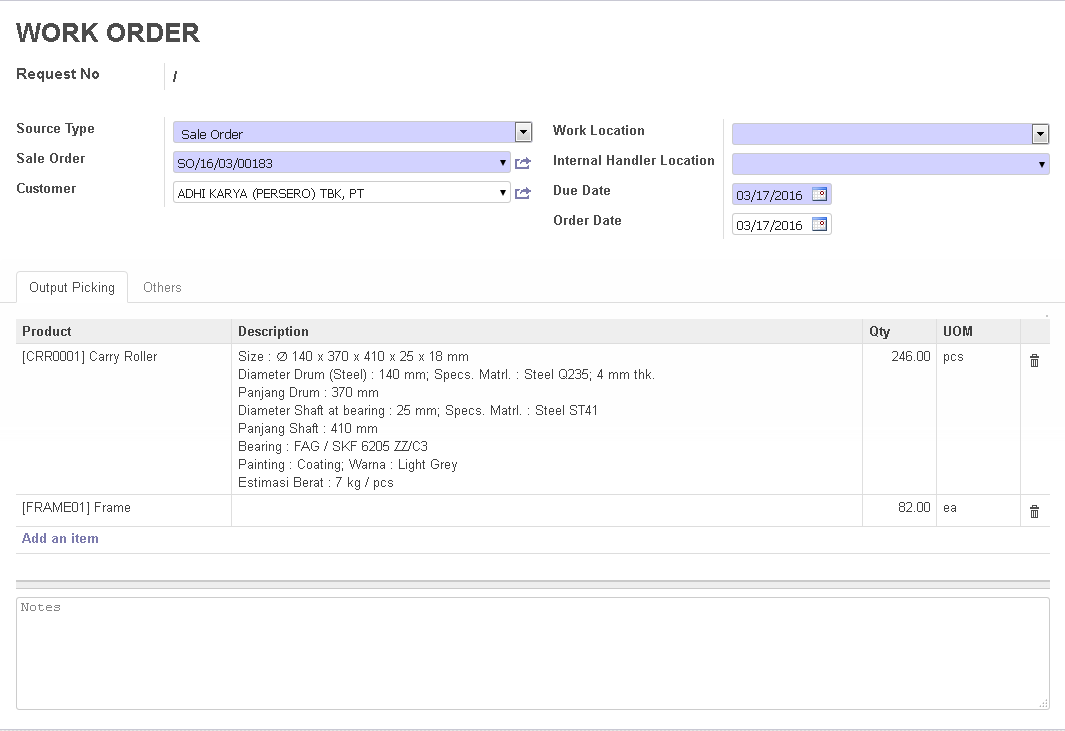 WORK ORDER
Request No /
Source Type Sale Order
Sale Order SO/16/03/00183
Customer ADHI KARYA (PERSERO) TBK, PT
Work Location
Internal Handler Location
Due Date 03/17/2016
Order Date 03/17/2016
Output Picking Others
Product Description Qty UOM
[CRR0001] Carry Roller Size : Ø 140 x 370 x 410 x 25 x 18 mm 246.00 pcs
Diameter Drum (Steel) : 140 mm; Specs. Matrl. : Steel Q235; 4 mm thk.
Panjang Drum : 370 mm
Diameter Shaft at bearing : 25 mm; Specs. Matrl. : Steel ST41
Panjang Shaft : 410 mm
Bearing : FAG / SKF 6205 ZZ/C3
Painting : Coating; Warna : Light Grey
Estimasi Berat : 7 kg / pcs
[FRAME01] Frame 82.00 ea
Add an item
Notes